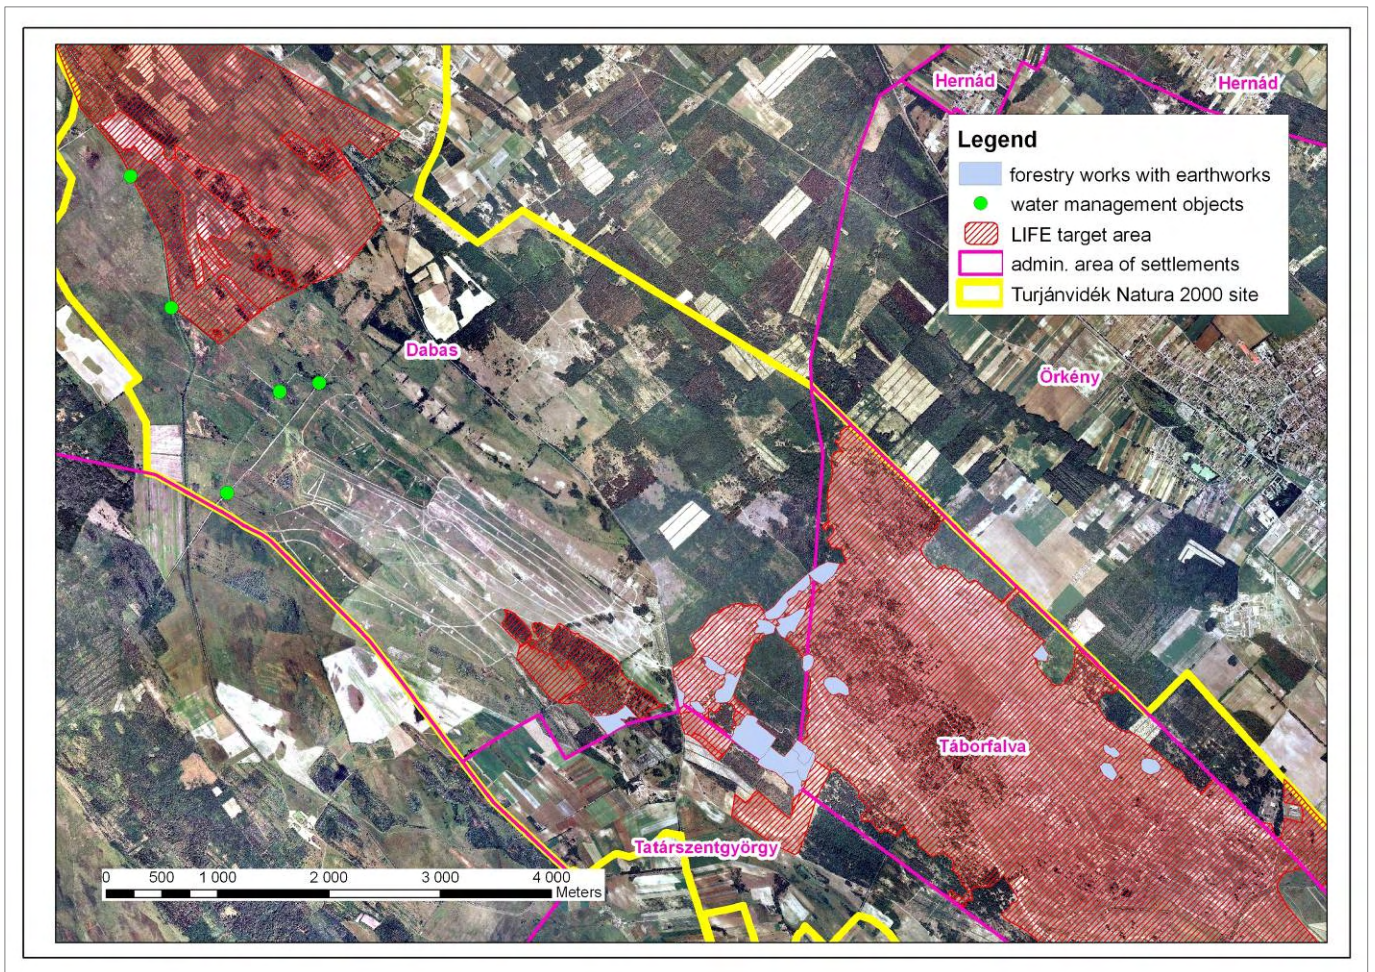 Hernád
Hernád
Legend
forestry works with earthworks
water management objects
LIFE target area
admin. area of settlements
Turjánvidék Natura 2000 site
Dabas
Örkény
Táborfalva
Tatárszentgyörgy
0 500 1 000 2 000 3 000 4 000
Meters